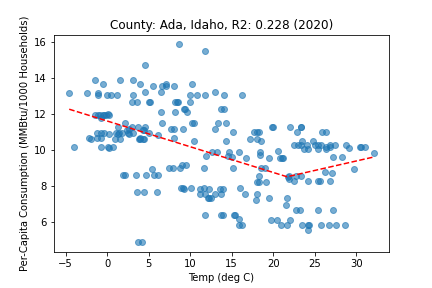 County: Ada, Idaho, R2: 0.228 (2020)
Per-Capita Consumption (MMBtu/1000 Households)
16
14
12
10
8
6
−5 0 5 10 15 20 25 30
Temp (deg C)